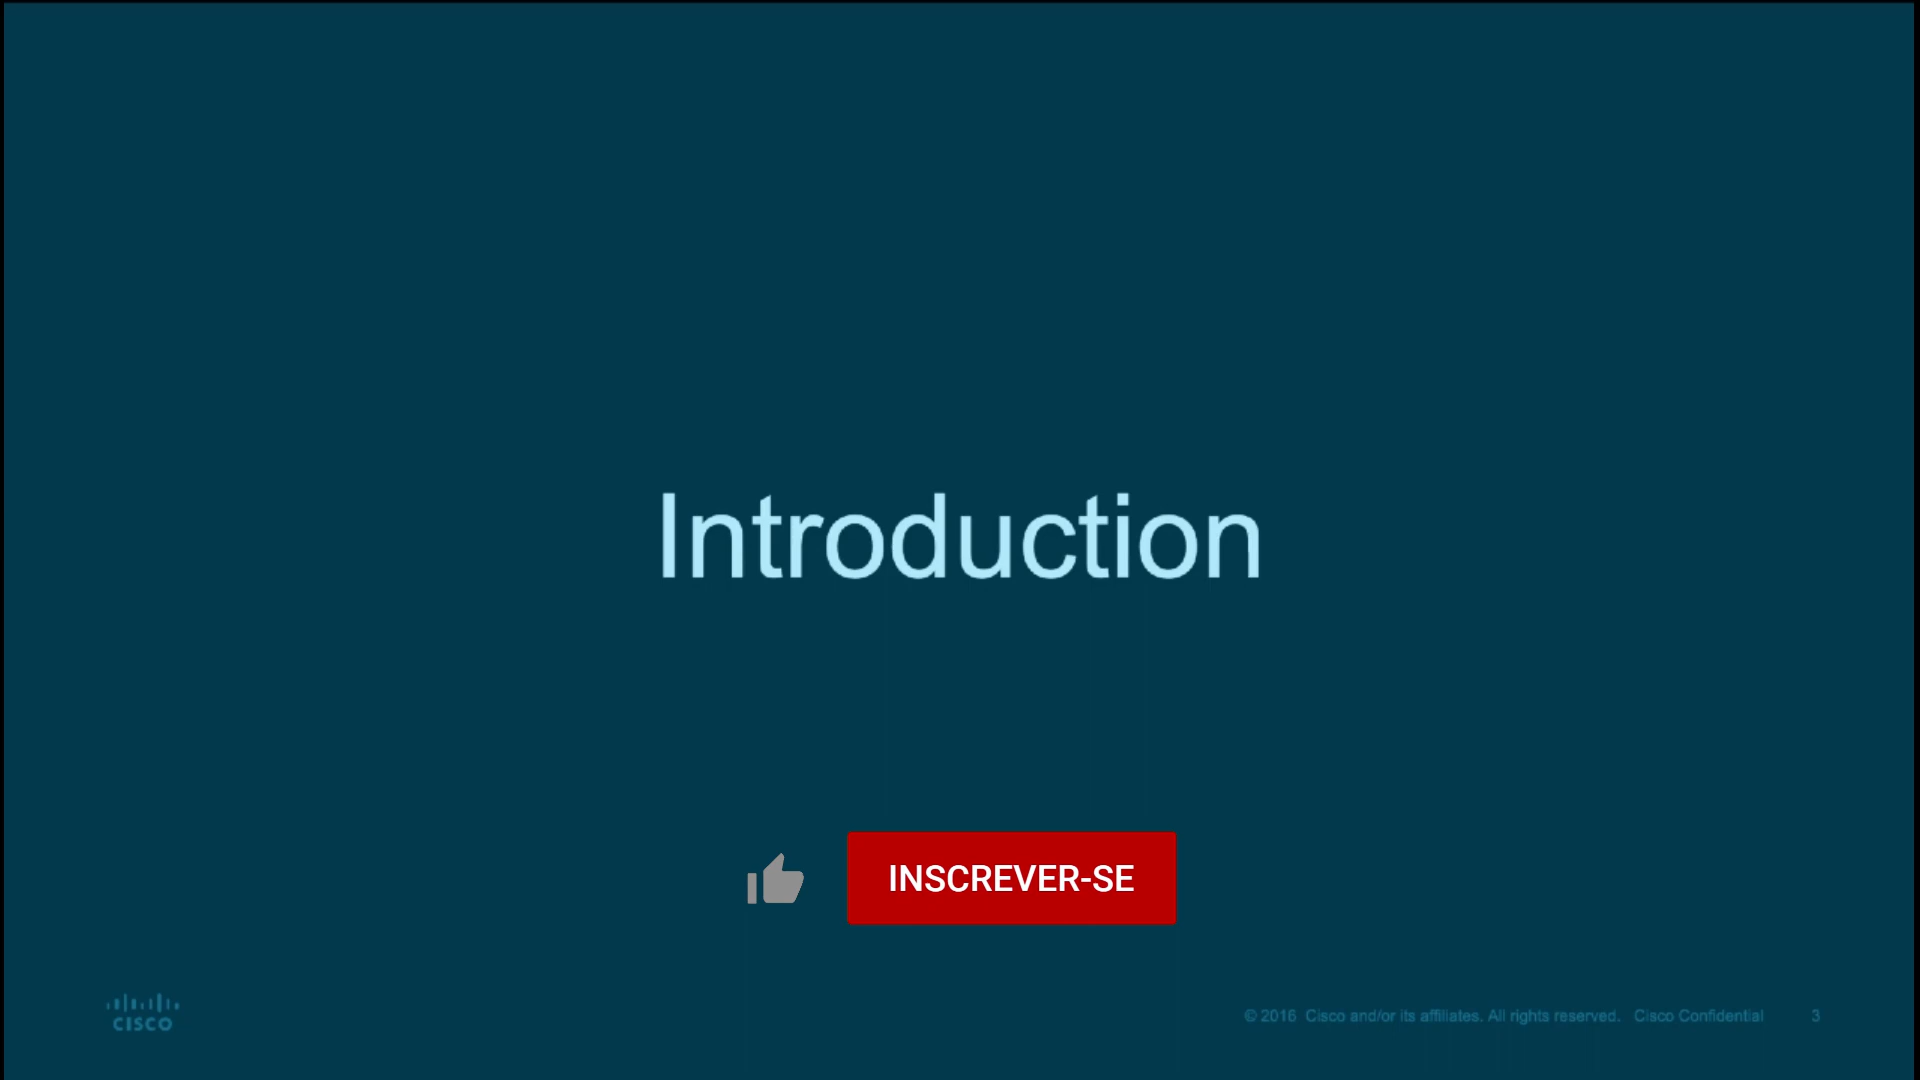 Introduction
INSCREVER-SE
CISCO
© 2016 Cisco and/or its affiliates. All rights reserved. Cisco Confidential 3